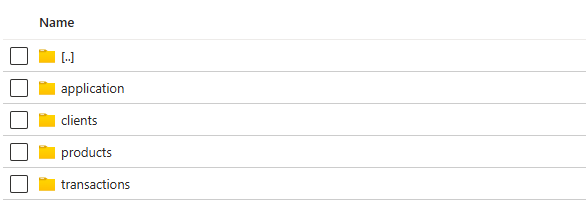 Name
[..]
application
clients
products
transactions